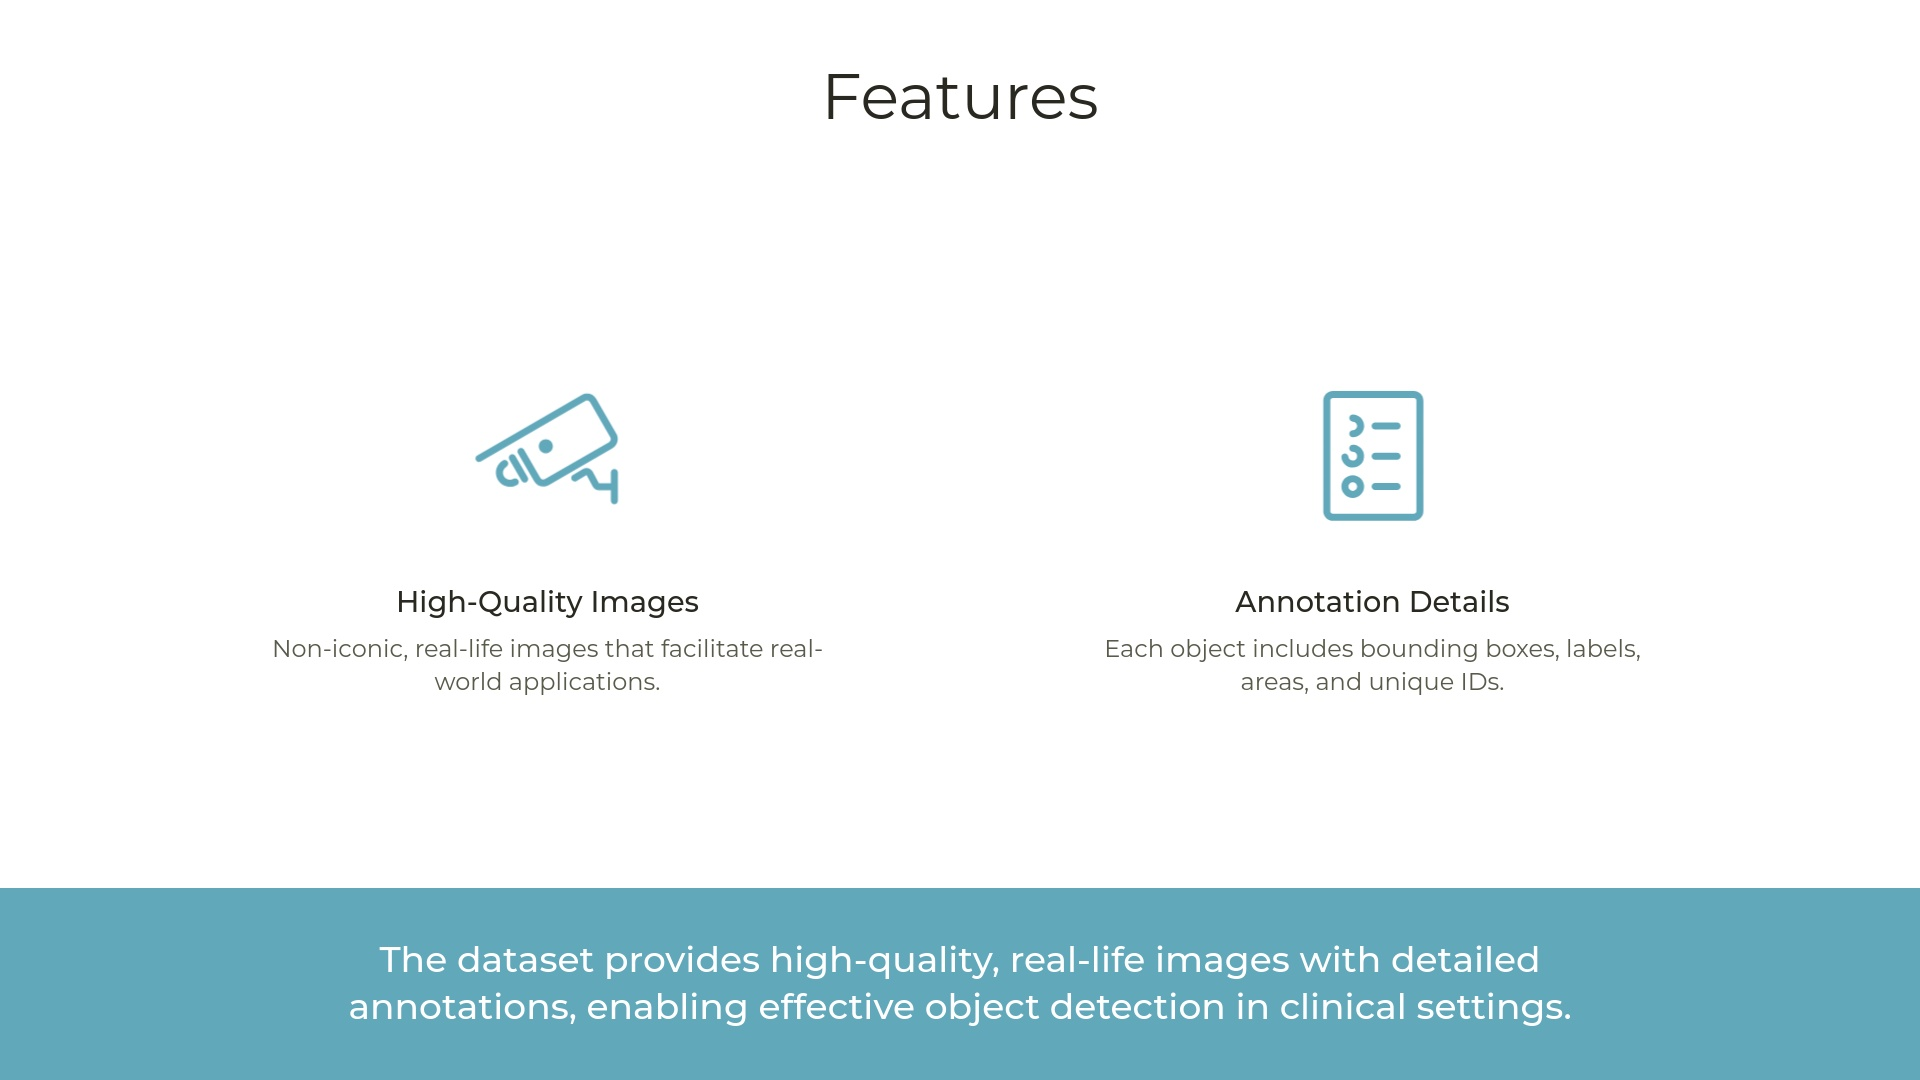 Features
High-Quality Images
Non-iconic, real-life images that facilitate real-
world applications.
Annotation Details
Each object includes bounding boxes, labels,
areas, and unique IDs.
The dataset provides high-quality, real-life images with detailed
annotations, enabling effective object detection in clinical settings.